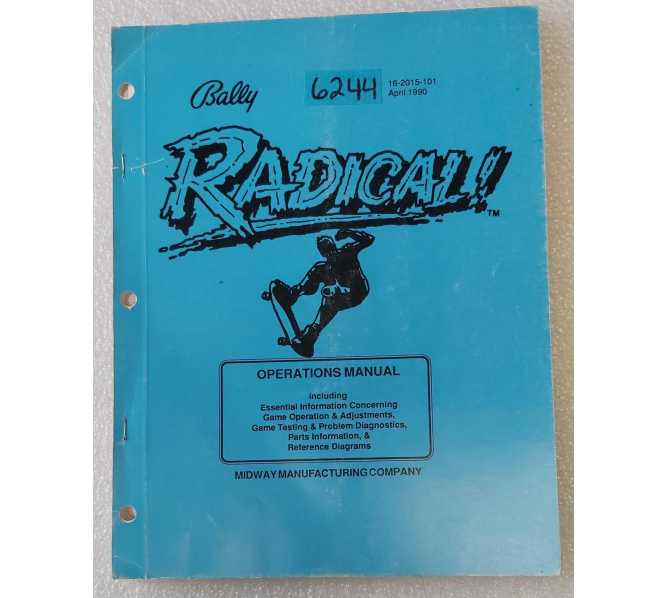 Bally
6244
16-2015-101
April 1990
RADICAL!!
TM
OPERATIONS MANUAL
including
Essential Information Concerning
Game Operation & Adjustments,
Game Testing & Problem Diagnostics,
Parts Information, &
Reference Diagrams
MIDWAY MANUFACTURING COMPANY